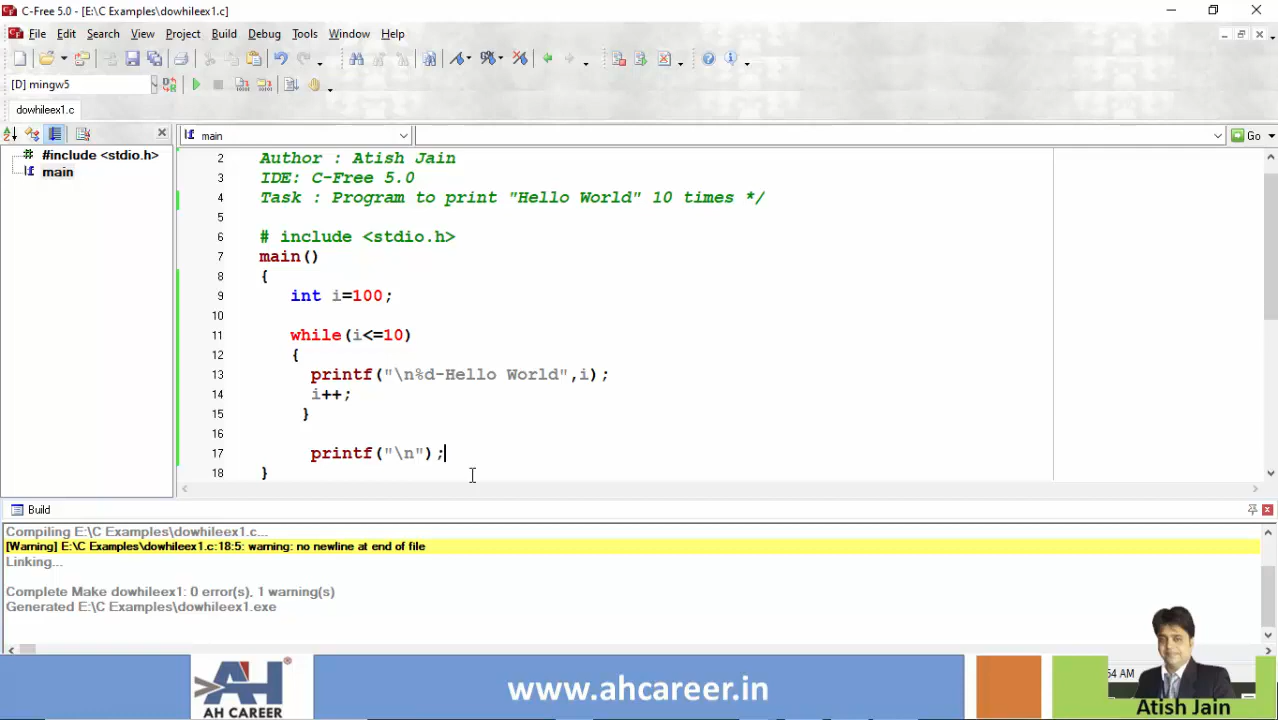 C-Free 5.0 - [E:\C Examples\dowhileex1.c]
File Edit Search View Project Build Debug Tools Window Help
[D] mingw5
dowhileex1.c
main
Go
#include <stdio.h>
main
2 Author : Atish Jain
3 IDE: C-Free 5.0
4 Task : Program to print "Hello World" 10 times */
5
6 # include <stdio.h>
7 main()
8 {
9 int i=100;
10
11 while(i<=10)
12 {
13 printf("\n%d-Hello World",i);
14 i++;
15 }
16
17 printf("\n");
18 }
Build
Compiling E:\C Examples\dowhileex1.c...
[Warning] E:\C Examples\dowhileex1.c:18:5: warning: no newline at end of file
Linking...
Complete Make dowhileex1: 0 error(s), 1 warning(s)
Generated E:\C Examples\dowhileex1.exe
AH
AH CAREER
www.ahcareer.in
54 AM
Atish Jain